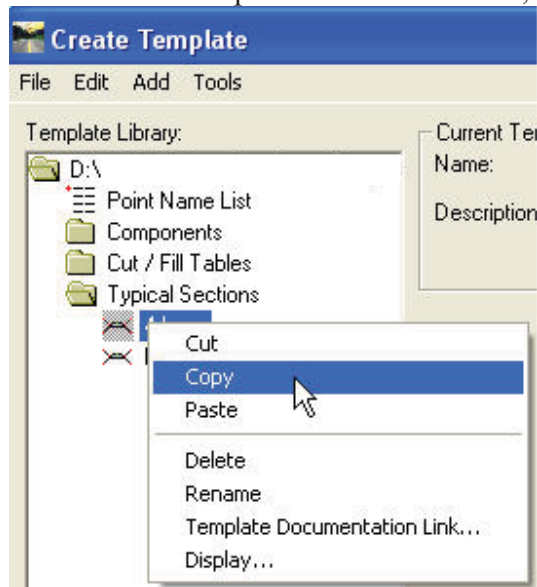 Create Template
File Edit Add Tools
Template Library:
Current Te
Name:
Description
D:\
Point Name List
Components
Cut / Fill Tables
Typical Sections
Cut
Copy
Paste
Delete
Rename
Template Documentation Link...
Display...